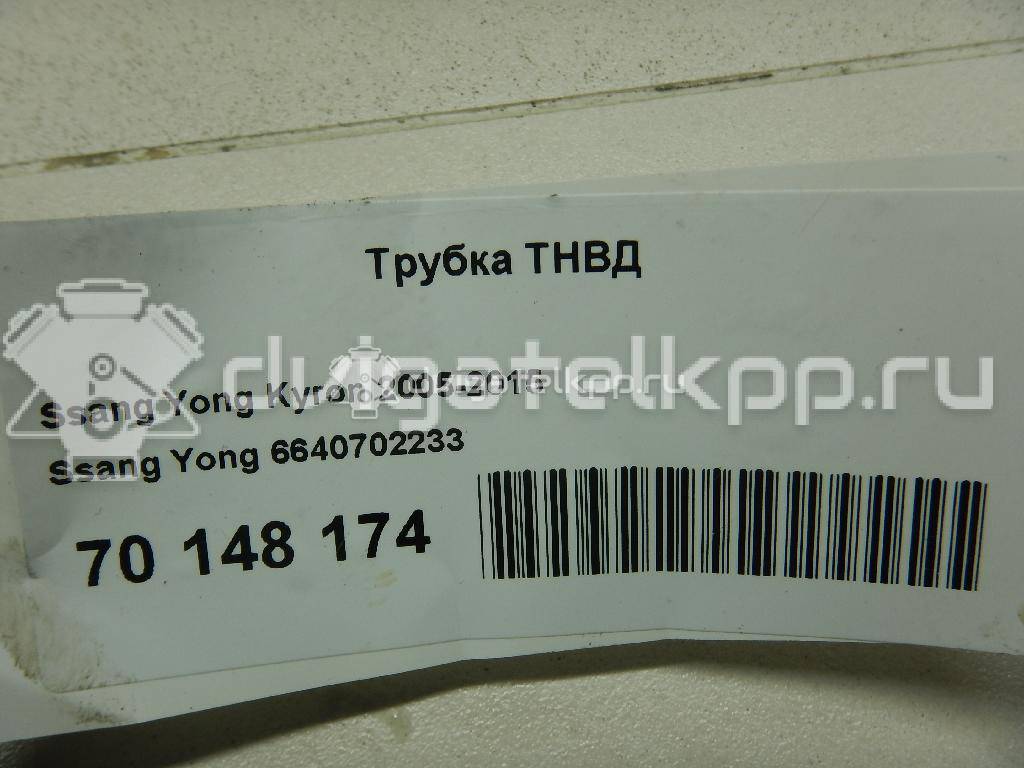 Трубка ТНВД
Ssang Yong Kyron 2005-2015
Ssang Yong 6640702233
70 148 174
dvigatelkpp.ru